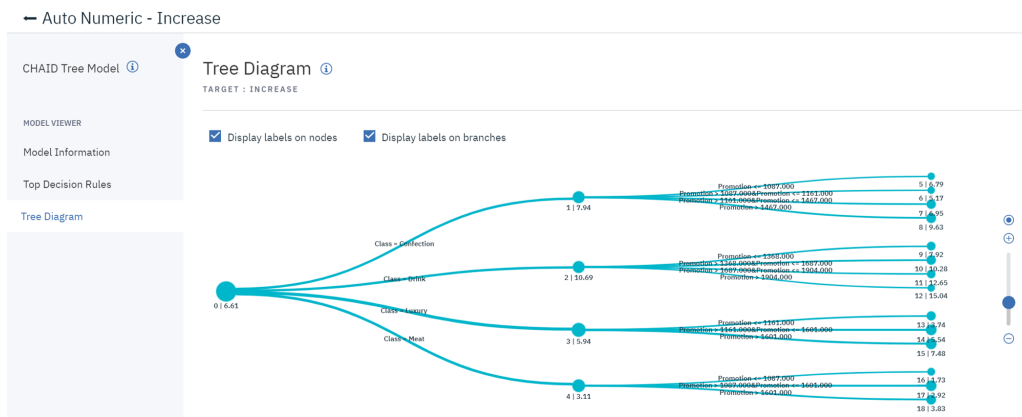 Auto Numeric - Increase
CHAID Tree Model
MODEL VIEWER
Model Information
Top Decision Rules
Tree Diagram
Tree Diagram
TARGET : INCREASE
Display labels on nodes
Display labels on branches
0 | 6.61
Class = Confection
Class = Drink
Class = Luxury
Class = Meat
1 | 7.94
2 | 10.69
3 | 5.94
4 | 3.11
Promotion <= 1087.000
Promotion > 1087.000&Promotion <= 1161.000
Promotion > 1161.000&Promotion <= 1467.000
Promotion > 1467.000
Promotion <= 1368.000
Promotion > 1368.000&Promotion <= 1687.000
Promotion > 1687.000&Promotion <= 1904.000
Promotion > 1904.000
Promotion <= 1161.000
Promotion > 1161.000&Promotion <= 1601.000
Promotion > 1601.000
Promotion <= 1087.000
Promotion > 1087.000&Promotion <= 1601.000
Promotion > 1601.000
5 | 6.79
6 | 5.17
7 | 6.95
8 | 9.63
9 | 7.92
10 | 10.28
11 | 12.65
12 | 15.04
13 | 3.74
14 | 5.54
15 | 7.48
16 | 1.73
17 | 2.92
18 | 3.83